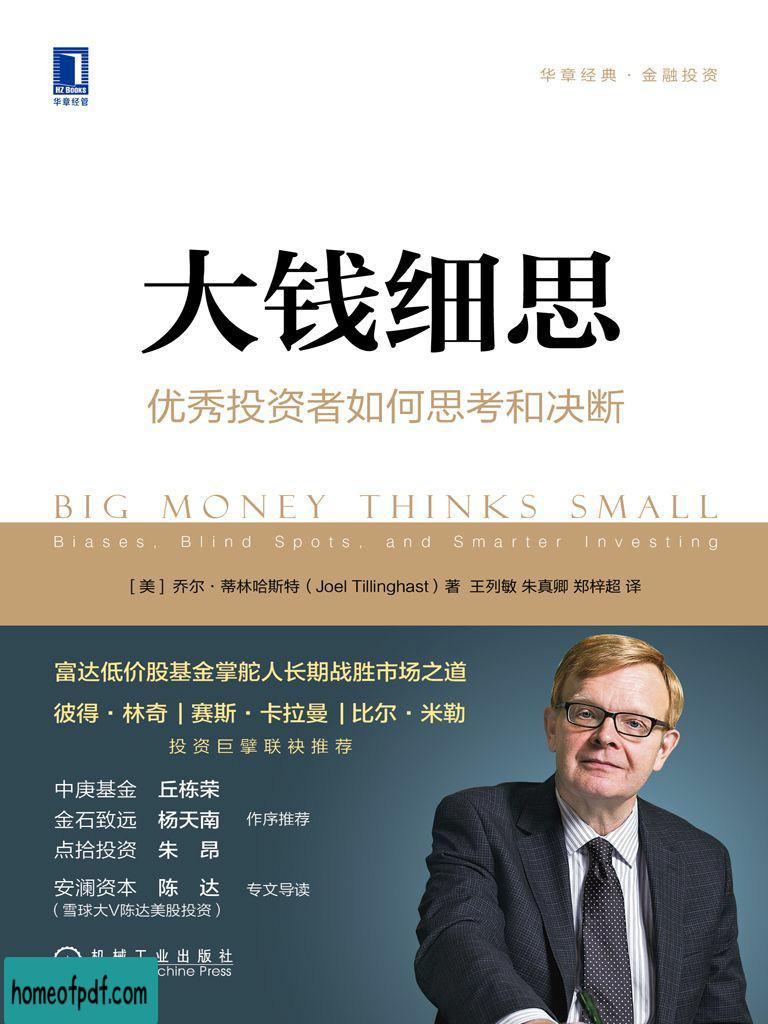 HZ BOOKS
华章经管
华章经典·金融投资
大钱细思
优秀投资者如何思考和决断
BIG MONEY THINKS SMALL
Biases, Blind Spots, and Smarter Investing
[美] 乔尔·蒂林哈斯特（Joel Tillinghast）著 王列敏 朱真卿 郑梓超 译
富达低价股基金掌舵人长期战胜市场之道
彼得·林奇 | 赛斯·卡拉曼 | 比尔·米勒
投资巨擘联袂推荐
中庚基金 丘栋荣
金石致远 杨天南 作序推荐
点拾投资 朱 昂
安澜资本 陈 达 专文导读
（雪球大V陈达美股投资）
机械工业出版社
chine Press
homeofpdf.com